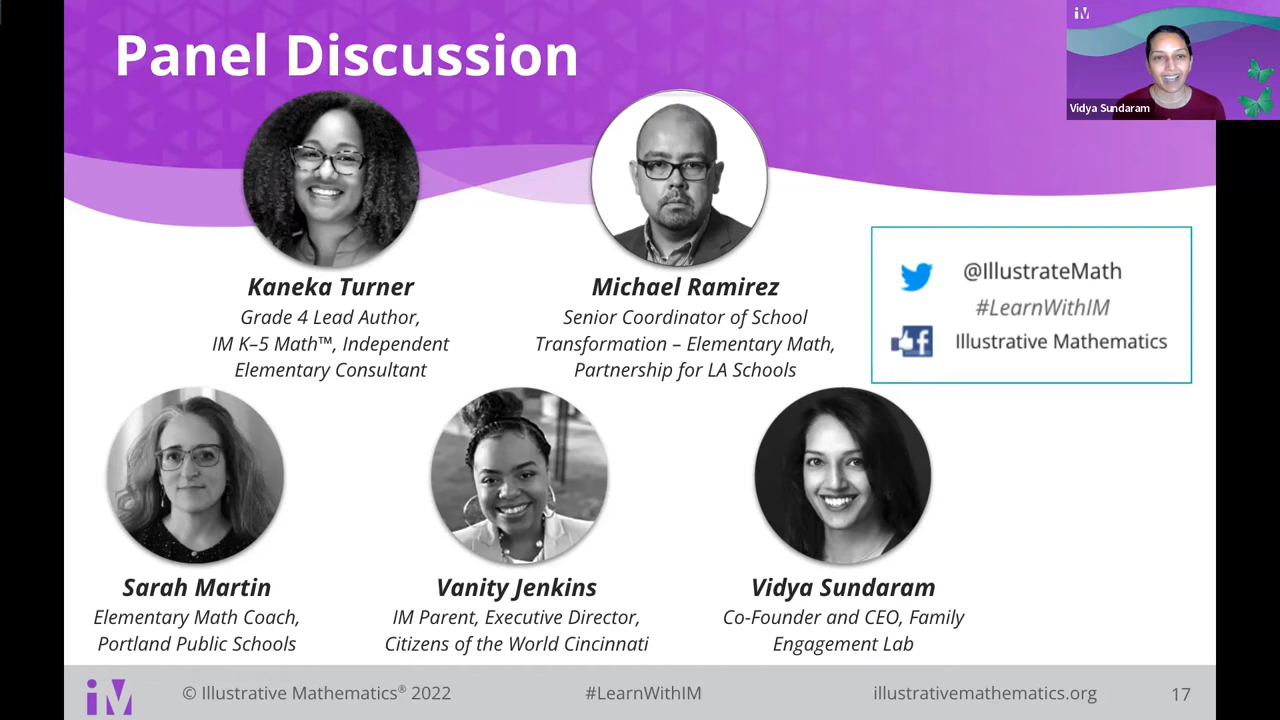 Panel Discussion
iM
Vidya Sundaram
Kaneka Turner
Grade 4 Lead Author,
IM K–5 Math™, Independent
Elementary Consultant
Michael Ramirez
Senior Coordinator of School
Transformation – Elementary Math,
Partnership for LA Schools
@IllustrateMath
#LearnWithIM
Illustrative Mathematics
Sarah Martin
Elementary Math Coach,
Portland Public Schools
Vanity Jenkins
IM Parent, Executive Director,
Citizens of the World Cincinnati
Vidya Sundaram
Co-Founder and CEO, Family
Engagement Lab
iM
© Illustrative Mathematics® 2022
#LearnWithIM
illustrativemathematics.org
17